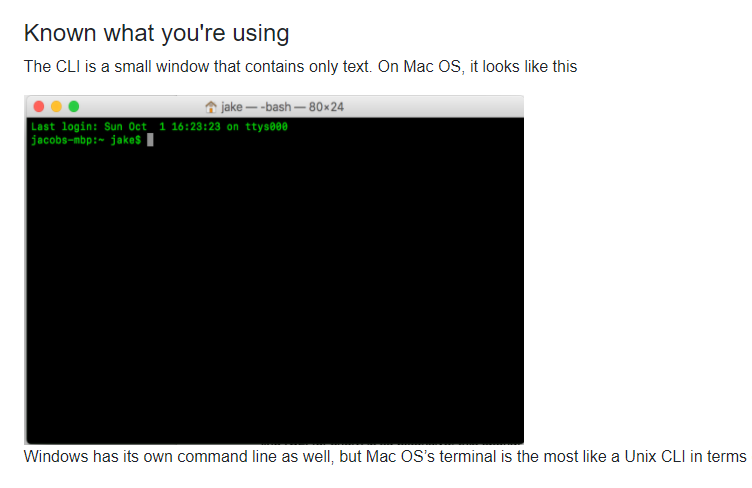 Known what you're using
The CLI is a small window that contains only text. On Mac OS, it looks like this
jake — -bash — 80×24
Last login: Sun Oct  1 16:23:23 on ttys000
jacobs-mbp:~ jake$
Windows has its own command line as well, but Mac OS’s terminal is the most like a Unix CLI in terms